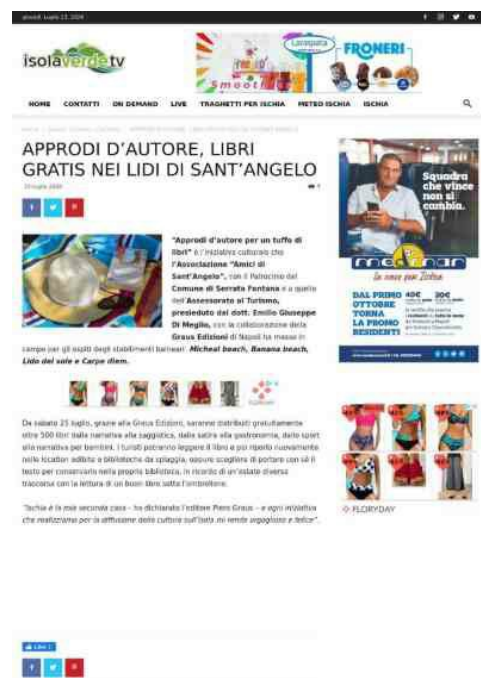 isolaverde.tv
FRONERI
Smooth
HOME CONTATTI ON DEMAND LIVE TRAGHETTI PER ISCHIA METEO ISCHIA ISCHIA
APPRODI D'AUTORE, LIBRI
GRATIS NEI LIDI DI SANT'ANGELO
"Approdi d'autore per un tuffo di
libri" è l'iniziativa culturale che
l'Associazione "Amici di
Sant'Angelo", con il Patrocinio del
Comune di Serrara Fontana e a quello
dell'Assessorato al Turismo,
presieduto dal dott. Emilio Giuseppe
Di Meglio, con la collaborazione della
Graus Edizioni di Napoli ha messo in
campo per gli ospiti degli stabilimenti balneari Micheal beach, Banana beach,
Lido del sole e Carpe diem.
Da sabato 25 luglio, grazie alla Graus Edizioni, saranno distribuiti gratuitamente
oltre 500 libri dalla narrativa alla saggistica, dalla satira alla gastronomia, dallo sport
alla narrativa per bambini. I turisti potranno leggere il libro e poi riporlo nuovamente
nelle location adibite a biblioteche da spiaggia, oppure scegliere di portare con sé il
testo per conservarlo nella propria biblioteca, in ricordo di un'estate diversa
trascorsa con la lettura di un buon libro sotto l'ombrellone.
"Ischia è la mia seconda casa – ha dichiarato l'editore Piero Graus – e ogni iniziativa
che realizziamo per la diffusione della cultura sull'isola mi rende orgoglioso e felice".
Squadra
che vince
non si
cambia.
medmar
la nave per Ischia
DAL PRIMO
OTTOBRE
TORNA
LA PROMO
RESIDENTI
40€
20€
FLORYDAY
Like